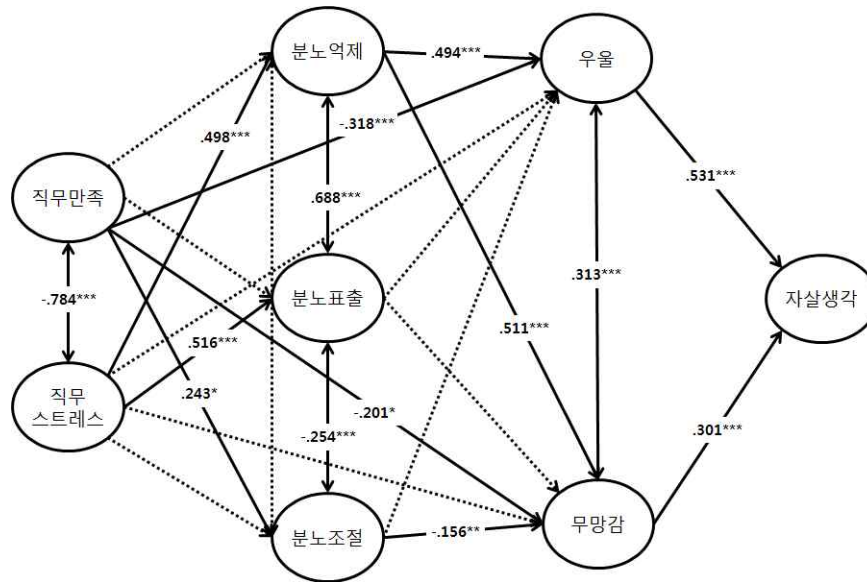 분노억제
.494***
우울
-.318***
.498***
직무만족
.688***
.531***
-.784***
분노표출
.313***
자살생각
.516***
.511***
직무
스트레스
.243*
-.201*
-.254***
.301***
분노조절
-.156**
무망감